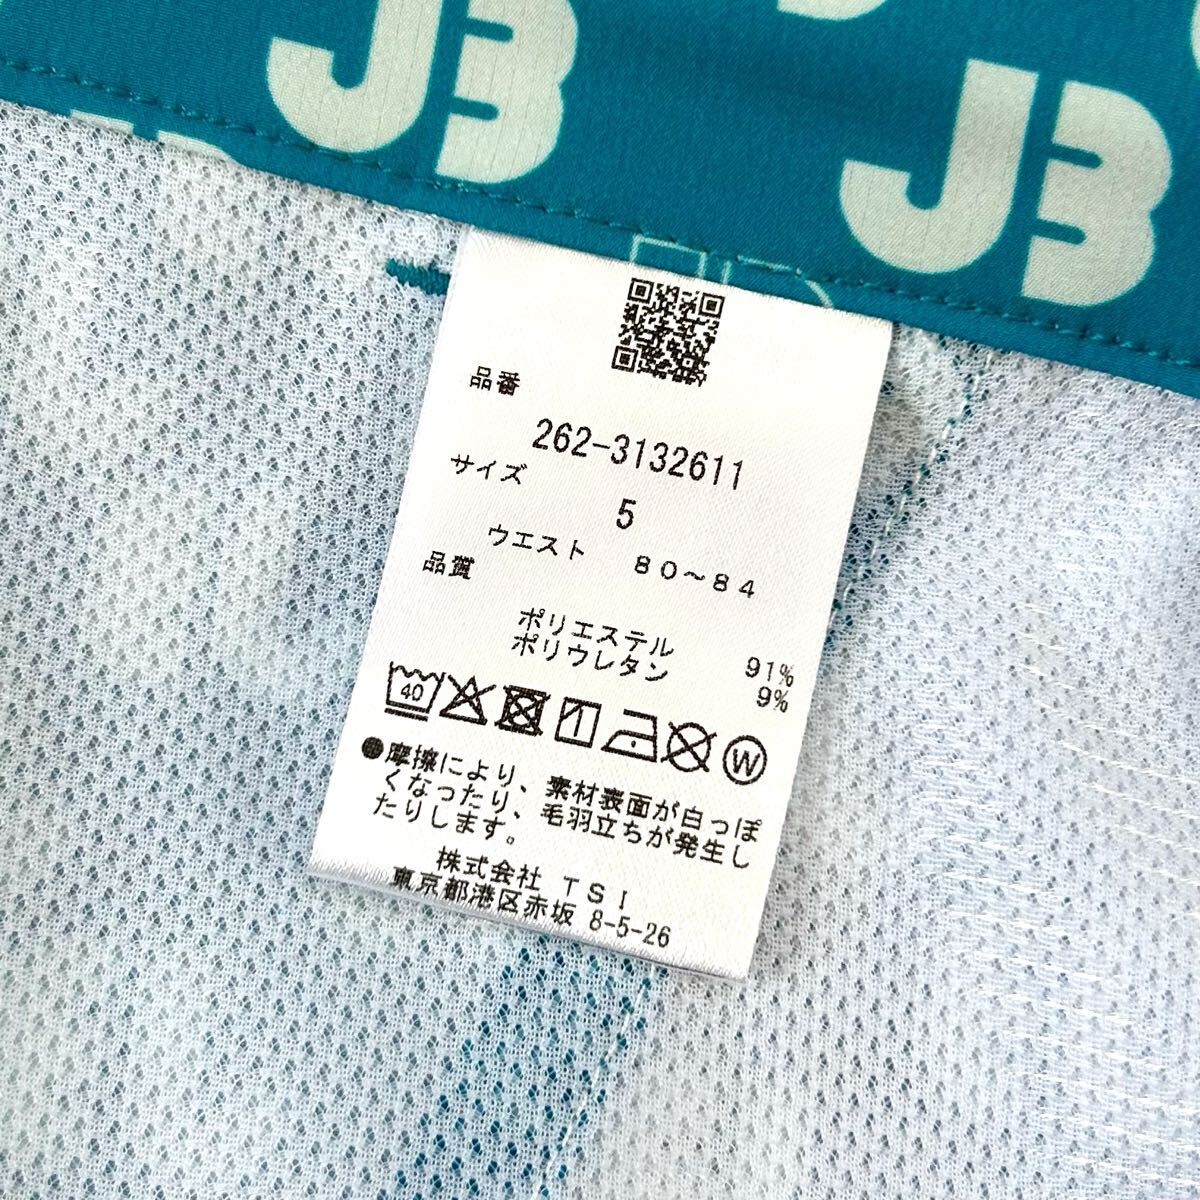 JB
JB
品番
262-3132611
サイズ
5
ウエスト 80~84
品質
ポリエステル 91%
ポリウレタン 9%
40
W
●摩擦により、素材表面が白っぽ
くなったり、毛羽立ちが発生し
たりします。
株式会社 TSI
東京都港区赤坂 8-5-26